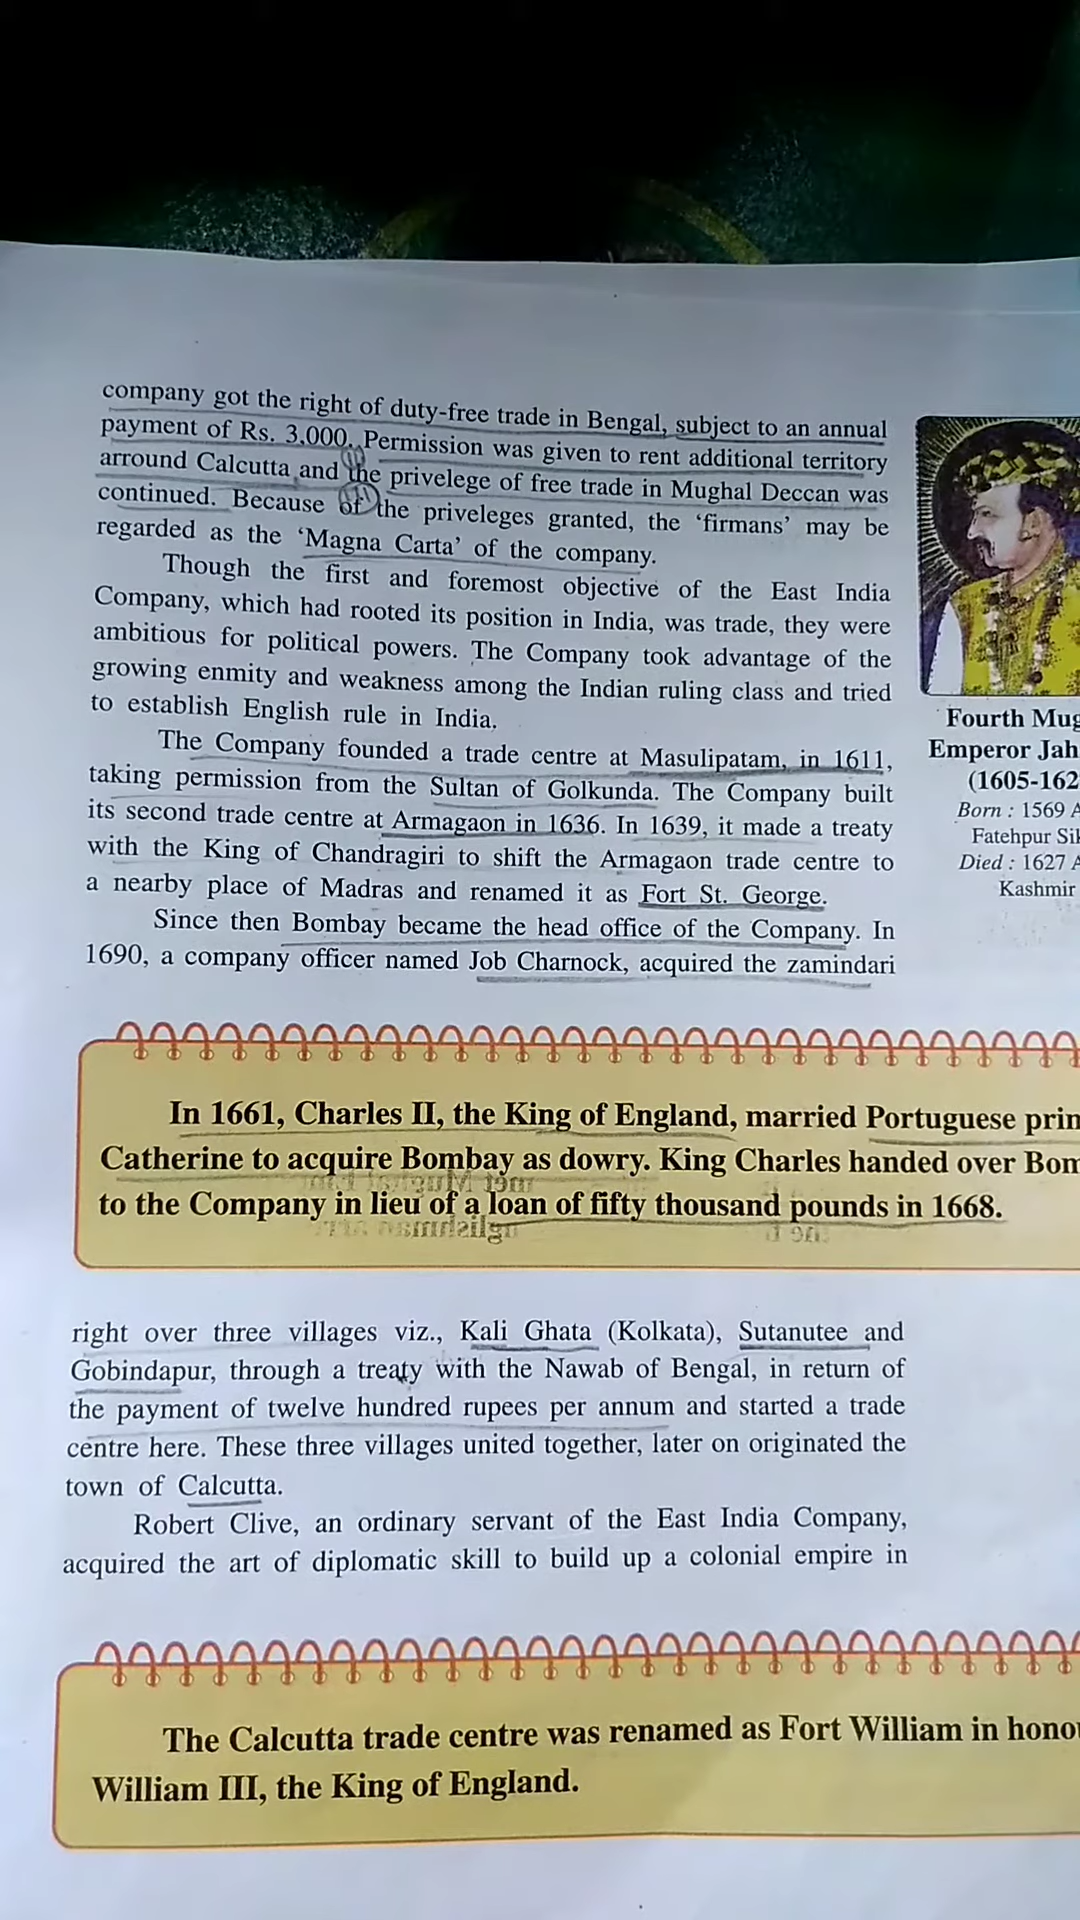 company got the right of duty-free trade in Bengal, subject to an annual
payment of Rs. 3,000. Permission was given to rent additional territory
arround Calcutta and the privelege of free trade in Mughal Deccan was
continued. Because of the priveleges granted, the ‘firmans’ may be
regarded as the ‘Magna Carta’ of the company.
Though the first and foremost objective of the East India
Company, which had rooted its position in India, was trade, they were
ambitious for political powers. The Company took advantage of the
growing enmity and weakness among the Indian ruling class and tried
to establish English rule in India.
The Company founded a trade centre at Masulipatam, in 1611,
taking permission from the Sultan of Golkunda. The Company built
its second trade centre at Armagaon in 1636. In 1639, it made a treaty
with the King of Chandragiri to shift the Armagaon trade centre to
a nearby place of Madras and renamed it as Fort St. George.
Since then Bombay became the head office of the Company. In
1690, a company officer named Job Charnock, acquired the zamindari
Fourth Mug
Emperor Jah
(1605-162
Born : 1569 A
Fatehpur Sik
Died : 1627 A
Kashmir
In 1661, Charles II, the King of England, married Portuguese prin
Catherine to acquire Bombay as dowry. King Charles handed over Bom
to the Company in lieu of a loan of fifty thousand pounds in 1668.
right over three villages viz., Kali Ghata (Kolkata), Sutanutee and
Gobindapur, through a treaty with the Nawab of Bengal, in return of
the payment of twelve hundred rupees per annum and started a trade
centre here. These three villages united together, later on originated the
town of Calcutta.
Robert Clive, an ordinary servant of the East India Company,
acquired the art of diplomatic skill to build up a colonial empire in
The Calcutta trade centre was renamed as Fort William in hono
William III, the King of England.